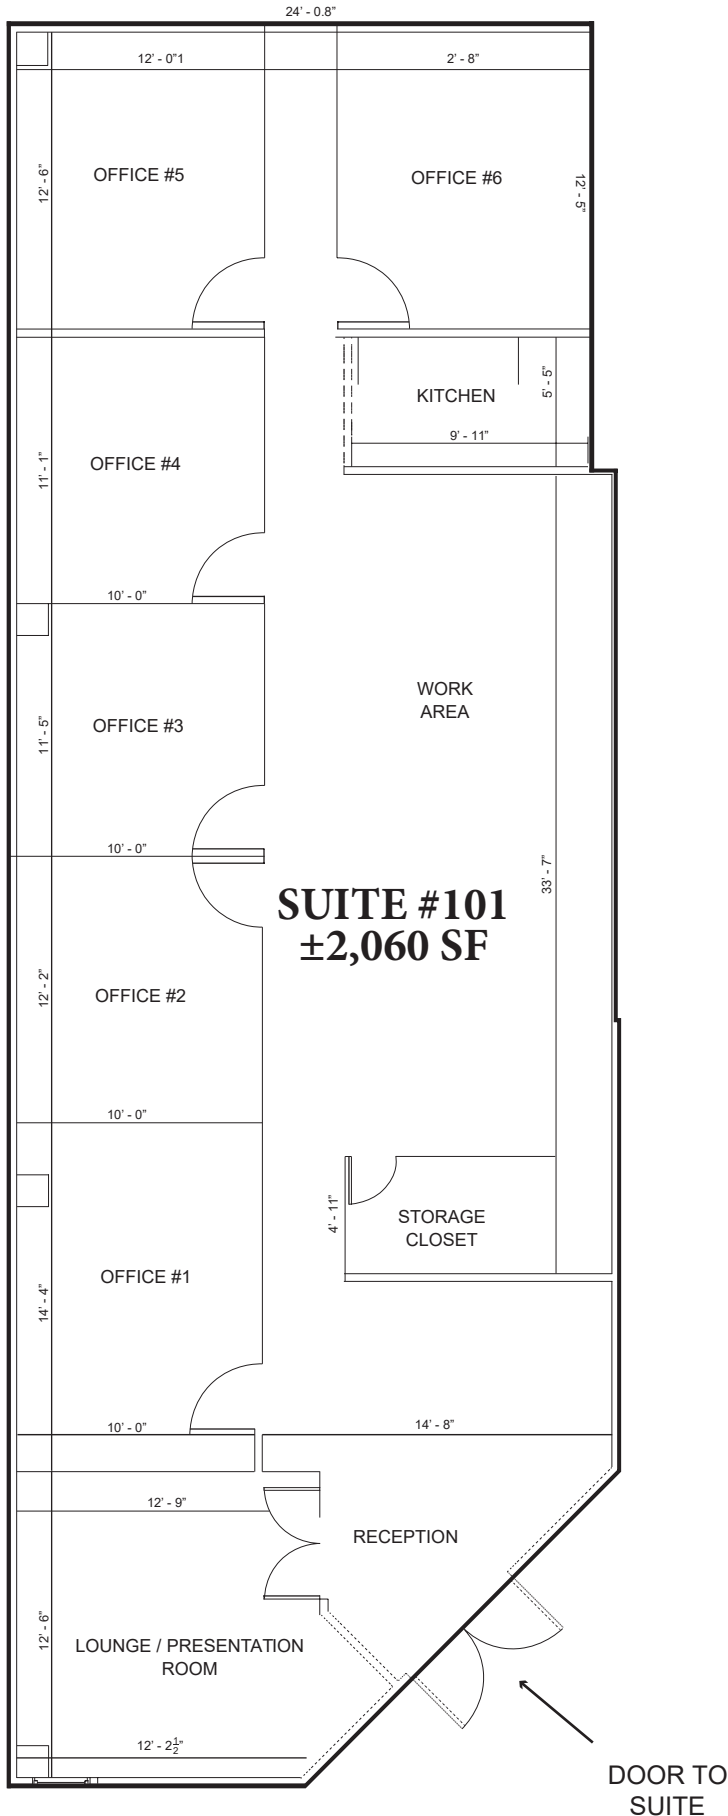 24' - 0.8"
12' - 0"1
2' - 8"
OFFICE #5
OFFICE #6
12' - 6"
12' - 5"
KITCHEN
5' - 5"
9' - 11"
OFFICE #4
11' - 1"
10' - 0"
WORK
AREA
OFFICE #3
11' - 5"
10' - 0"
33' - 7"
SUITE #101
±2,060 SF
OFFICE #2
12' - 2"
10' - 0"
4' - 11"
STORAGE
CLOSET
OFFICE #1
14' - 4"
10' - 0"
14' - 8"
12' - 9"
RECEPTION
12' - 6"
LOUNGE / PRESENTATION
ROOM
12' - 2½"
DOOR TO
SUITE